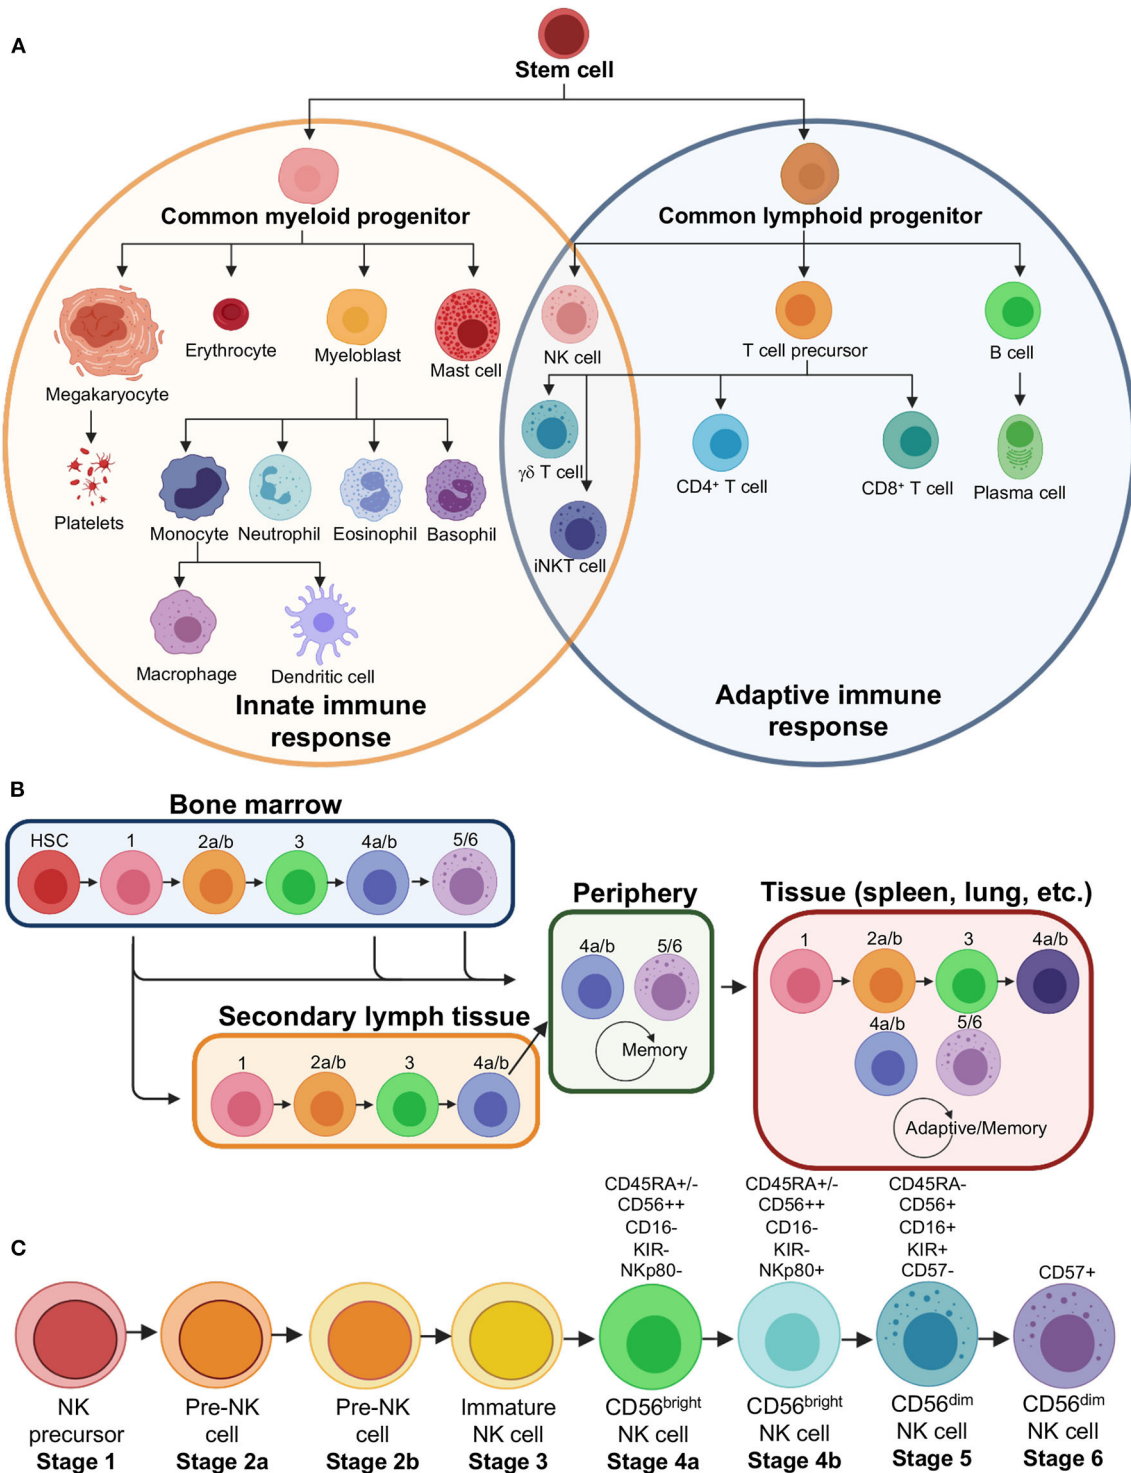 A
Stem cell
Common myeloid progenitor
Common lymphoid progenitor
Megakaryocyte
Erythrocyte
Myeloblast
Mast cell
NK cell
T cell precursor
B cell
Platelets
Monocyte
Neutrophil
Eosinophil
Basophil
γδ T cell
iNKT cell
CD4⁺ T cell
CD8⁺ T cell
Plasma cell
Macrophage
Dendritic cell
Innate immune
response
Adaptive immune
response
B
Bone marrow
HSC
1
2a/b
3
4a/b
5/6
Secondary lymph tissue
1
2a/b
3
4a/b
Periphery
4a/b
5/6
Memory
Tissue (spleen, lung, etc.)
1
2a/b
3
4a/b
4a/b
5/6
Adaptive/Memory
C
NK
precursor
Stage 1
Pre-NK
cell
Stage 2a
Pre-NK
cell
Stage 2b
Immature
NK cell
Stage 3
CD45RA+/-
CD56++
CD16-
KIR-
NKp80-
CD56bright
NK cell
Stage 4a
CD45RA+/-
CD56++
CD16-
KIR-
NKp80+
CD56bright
NK cell
Stage 4b
CD45RA-
CD56+
CD16+
KIR+
CD57-
CD56dim
NK cell
Stage 5
CD57+
CD56dim
NK cell
Stage 6